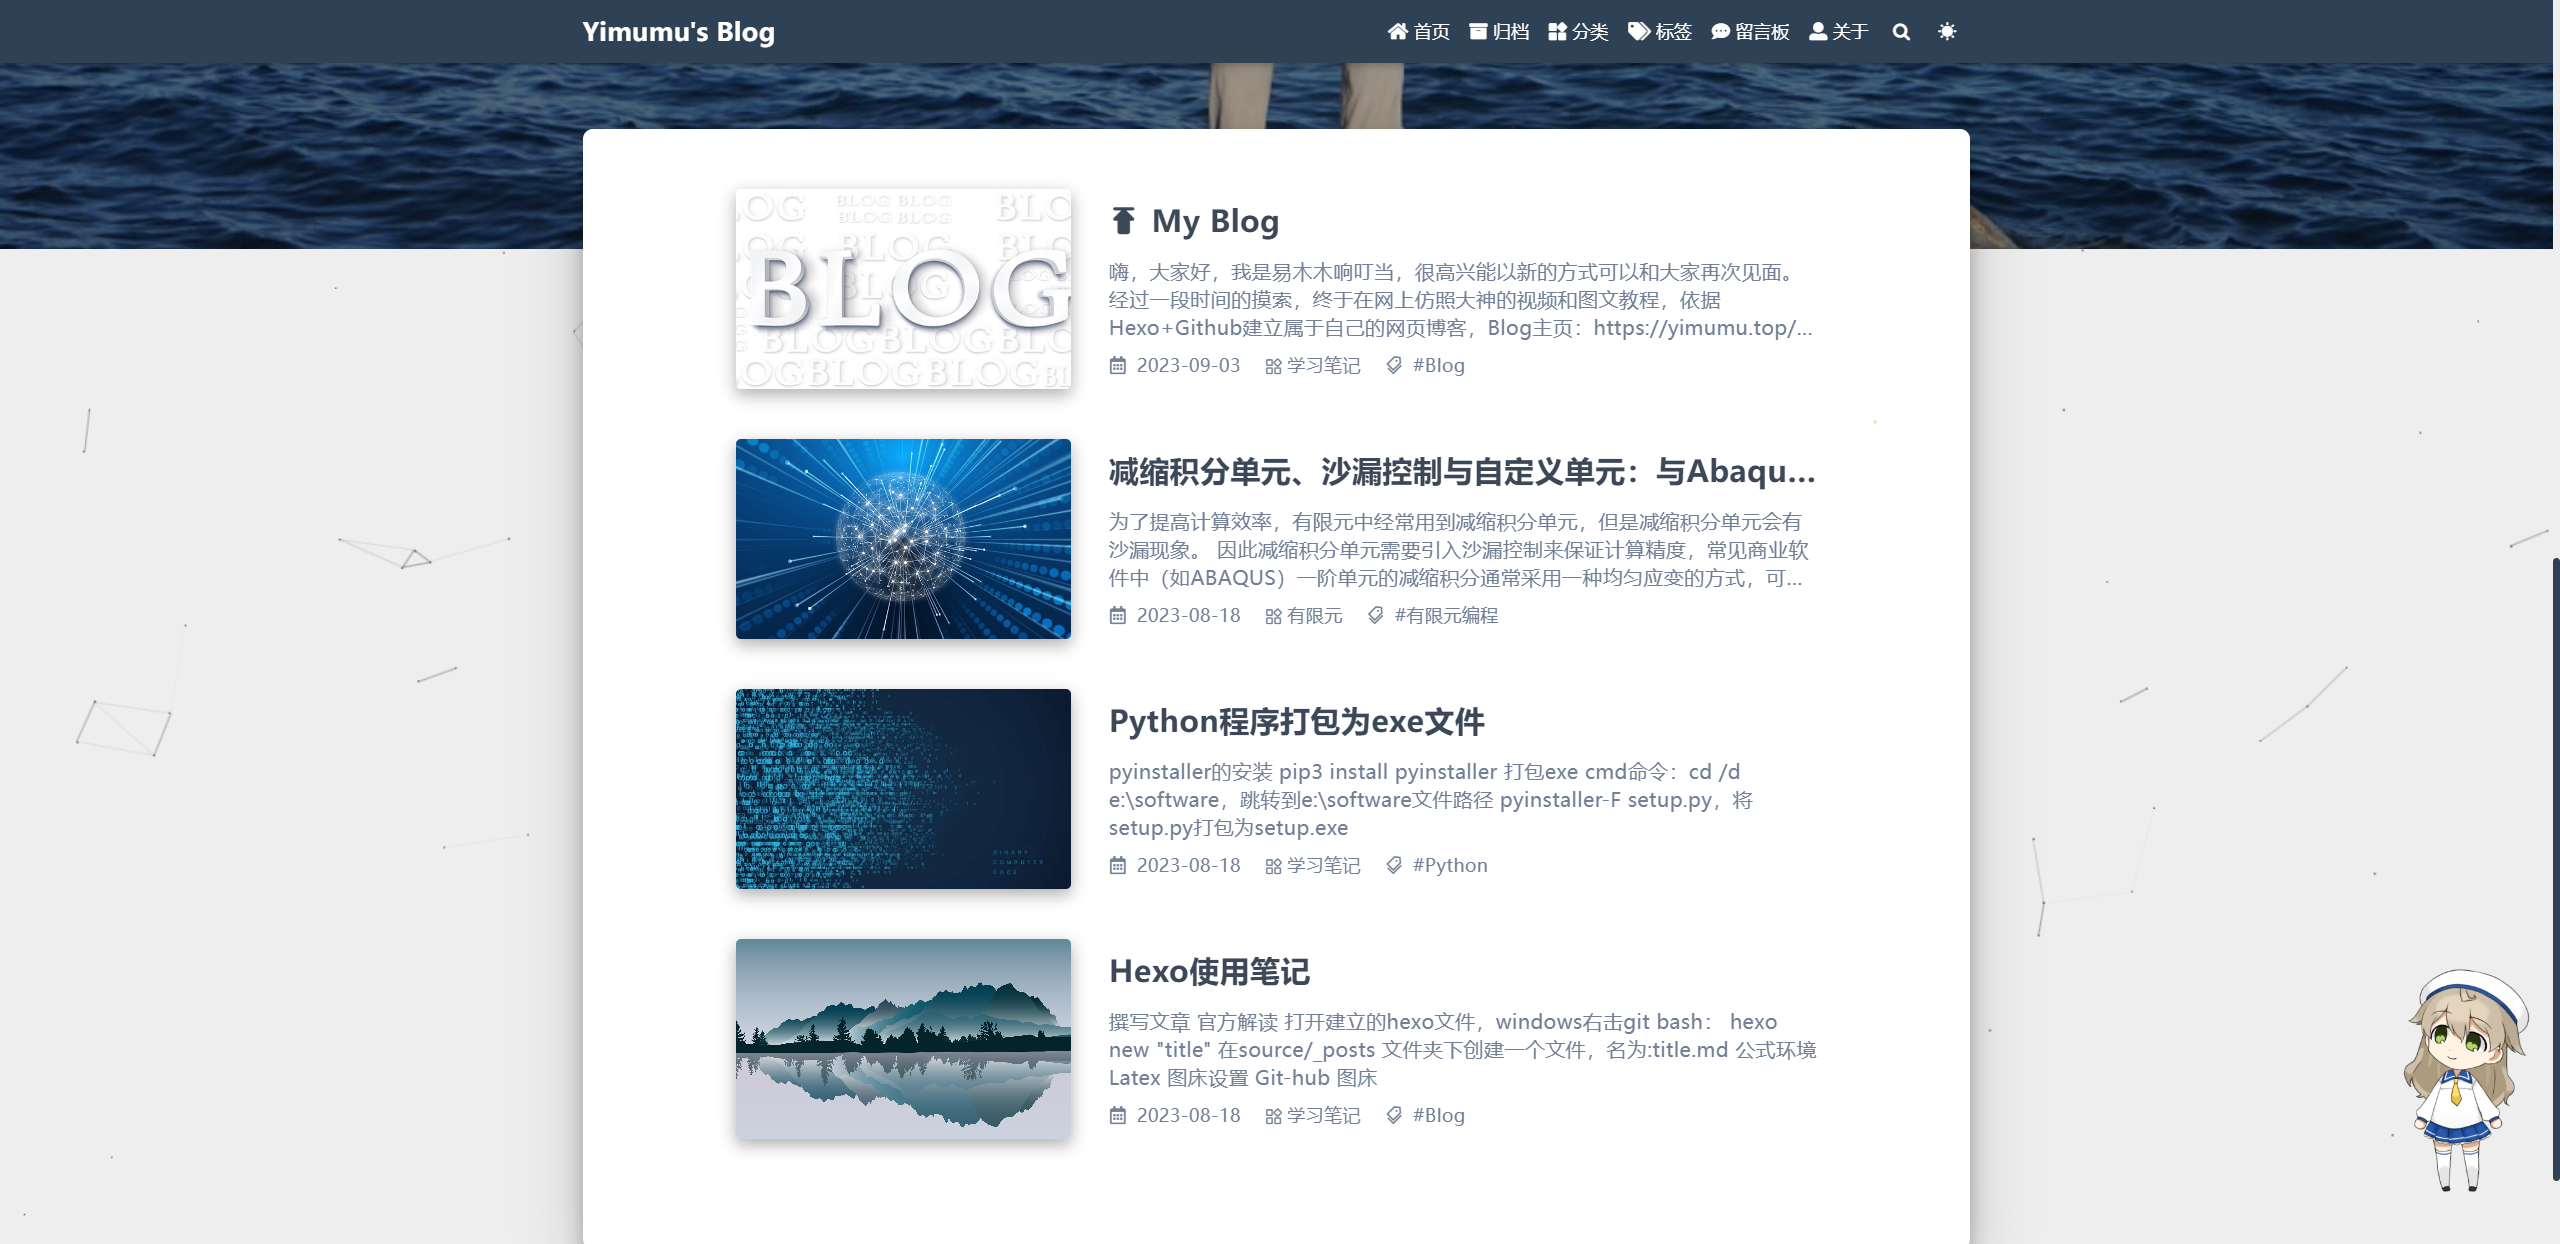 Yimumu's Blog
首页 归档 分类 标签 留言板 关于
BLOG
My Blog
嗨，大家好，我是易木木响叮当，很高兴能以新的方式可以和大家再次见面。
经过一段时间的摸索，终于在网上仿照大神的视频和图文教程，依据
Hexo+Github建立属于自己的网页博客，Blog主页：https://yimumu.top/...
2023-09-03 学习笔记 #Blog
减缩积分单元、沙漏控制与自定义单元：与Abaqu...
为了提高计算效率，有限元中经常用到减缩积分单元，但是减缩积分单元会有
沙漏现象。 因此减缩积分单元需要引入沙漏控制来保证计算精度，常见商业软
件中（如ABAQUS）一阶单元的减缩积分通常采用一种均匀应变的方式，可...
2023-08-18 有限元 #有限元编程
Python程序打包为exe文件
pyinstaller的安装 pip3 install pyinstaller 打包exe cmd命令：cd /d
e:\software，跳转到e:\software文件路径 pyinstaller-F setup.py，将
setup.py打包为setup.exe
2023-08-18 学习笔记 #Python
BINARY
COMPUTER
CODE
Hexo使用笔记
撰写文章 官方解读 打开建立的hexo文件，windows右击git bash： hexo
new "title" 在source/_posts 文件夹下创建一个文件，名为:title.md 公式环境
Latex 图床设置 Git-hub 图床
2023-08-18 学习笔记 #Blog